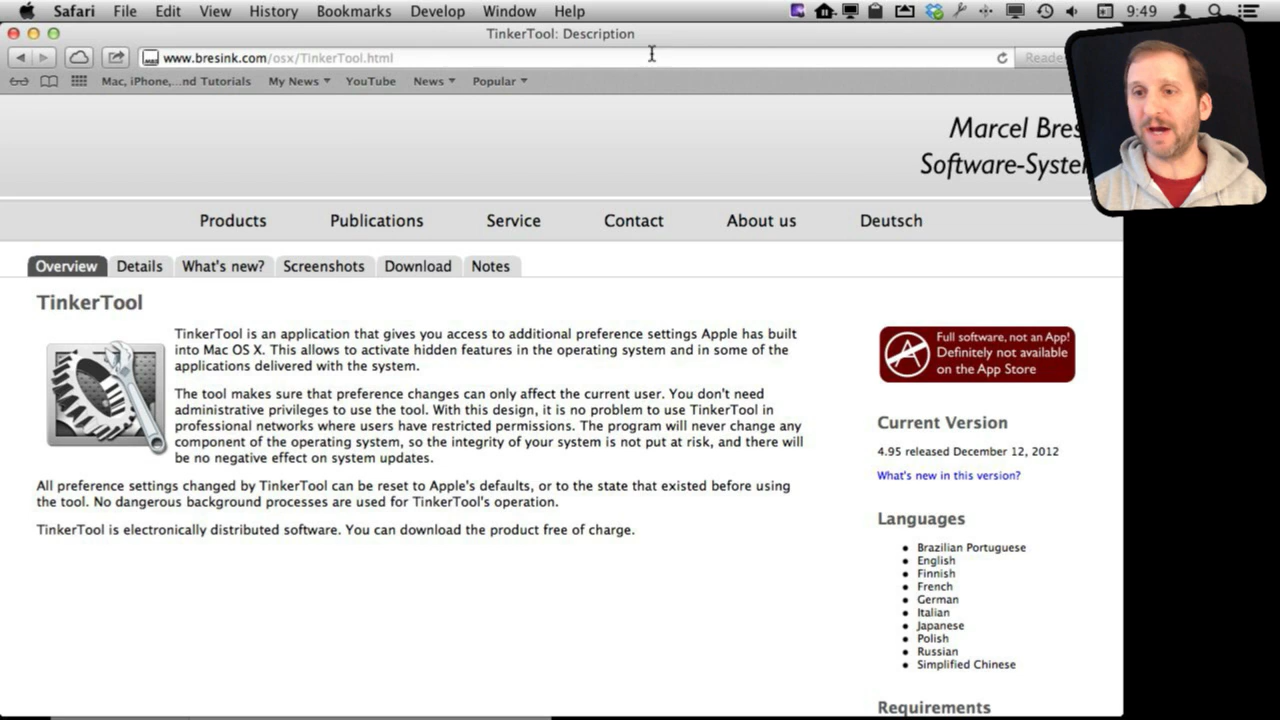 Safari File Edit View History Bookmarks Develop Window Help 9:49
TinkerTool: Description
www.bresink.com/osx/TinkerTool.html Reade
Mac, iPhone,...nd Tutorials My News YouTube News Popular
Marcel Bres
Software-System
Products Publications Service Contact About us Deutsch
Overview Details What's new? Screenshots Download Notes
TinkerTool
TinkerTool is an application that gives you access to additional preference settings Apple has built
into Mac OS X. This allows to activate hidden features in the operating system and in some of the
applications delivered with the system.
The tool makes sure that preference changes can only affect the current user. You don't need
administrative privileges to use the tool. With this design, it is no problem to use TinkerTool in
professional networks where users have restricted permissions. The program will never change any
component of the operating system, so the integrity of your system is not put at risk, and there will
be no negative effect on system updates.
All preference settings changed by TinkerTool can be reset to Apple's defaults, or to the state that existed before using
the tool. No dangerous background processes are used for TinkerTool's operation.
TinkerTool is electronically distributed software. You can download the product free of charge.
Full software, not an App!
Definitely not available
on the App Store
Current Version
4.95 released December 12, 2012
What's new in this version?
Languages
Brazilian Portuguese
English
Finnish
French
German
Italian
Japanese
Polish
Russian
Simplified Chinese
Requirements